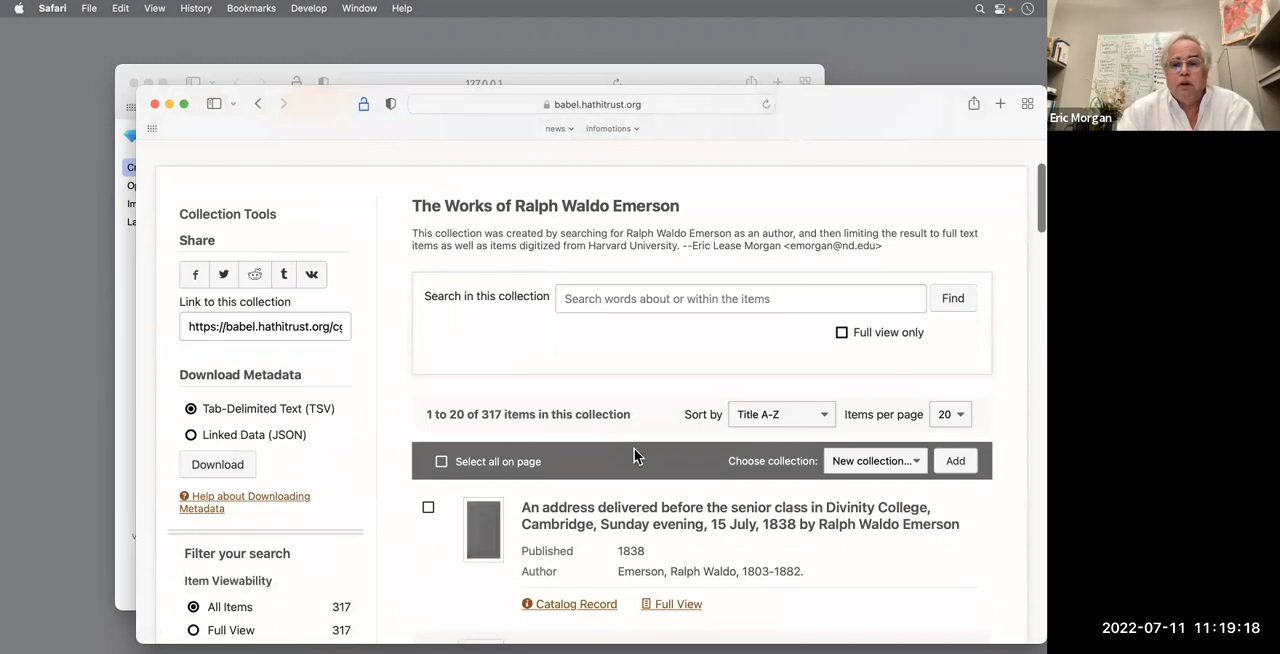 Safari File Edit View History Bookmarks Develop Window Help
127.0.0.1
babel.hathitrust.org
news infomotions
Eric Morgan
Collection Tools
Share
Link to this collection
https://babel.hathitrust.org/cg
Download Metadata
Tab-Delimited Text (TSV)
Linked Data (JSON)
Download
Help about Downloading
Metadata
Filter your search
Item Viewability
All Items 317
Full View 317
The Works of Ralph Waldo Emerson
This collection was created by searching for Ralph Waldo Emerson as an author, and then limiting the result to full text
items as well as items digitized from Harvard University. --Eric Lease Morgan <emorgan@nd.edu>
Search in this collection Search words about or within the items Find
Full view only
1 to 20 of 317 items in this collection Sort by Title A-Z Items per page 20
Select all on page Choose collection: New collection... Add
An address delivered before the senior class in Divinity College,
Cambridge, Sunday evening, 15 July, 1838 by Ralph Waldo Emerson
Published 1838
Author Emerson, Ralph Waldo, 1803-1882.
Catalog Record Full View
2022-07-11 11:19:18